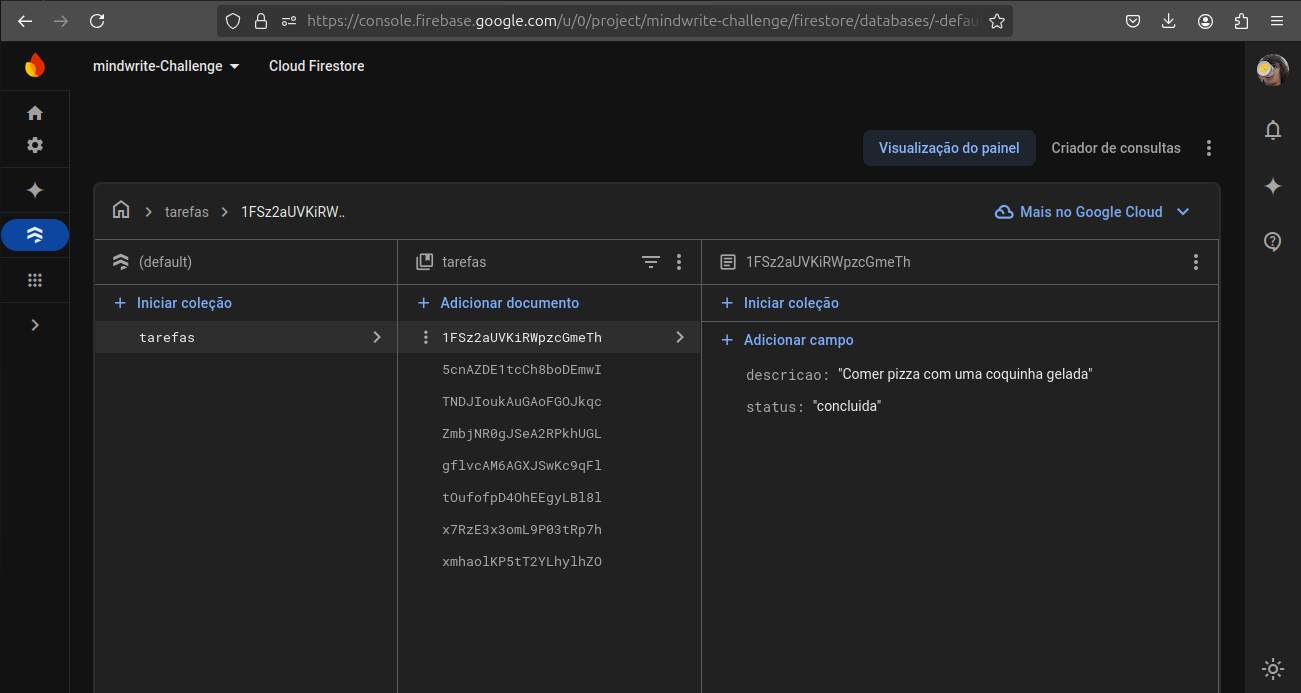 https://console.firebase.google.com/u/0/project/mindwrite-challenge/firestore/databases/-defau
mindwrite-Challenge
Cloud Firestore
Visualização do painel
Criador de consultas
tarefas
1FSz2aUVKiRW..
Mais no Google Cloud
(default)
tarefas
1FSz2aUVKiRWpzcGmeTh
Iniciar coleção
Adicionar documento
Iniciar coleção
tarefas
1FSz2aUVKiRWpzcGmeTh
Adicionar campo
5cnAZDE1tcCh8boDEmwI
descricao: "Comer pizza com uma coquinha gelada"
TNDJIoukAuGAoFGOJkqc
status: "concluida"
ZmbjNR0gJSeA2RPkhUGL
gflvcAM6AGXJSwKc9qFl
tOufofpD4OhEEgyLBl8l
x7RzE3x3omL9P03tRp7h
xmhaolKP5tT2YLhylhZO